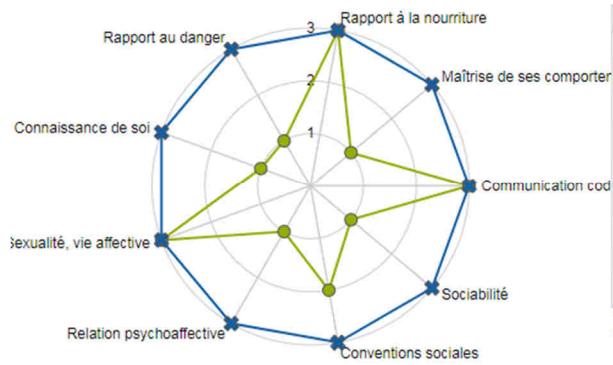 3
Rapport à la nourriture
Rapport au danger
2
Maîtrise de ses comporter
Connaissance de soi
1
Communication cod
Sexualité, vie affective
Sociabilité
Relation psychoaffective
Conventions sociales